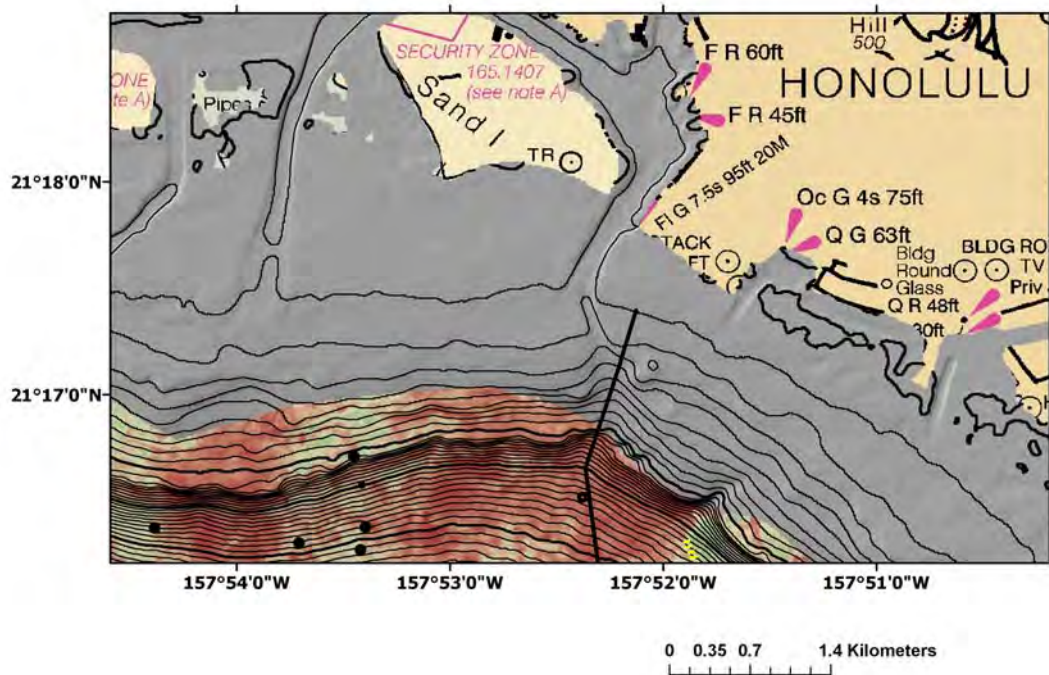 Hill
500
SECURITY ZONE
165.1407
(see note A)
F R 60ft
HONOLULU
Pipes
Sand I
F R 45ft
TR
21°18'0"N
Fl G 7.5s 95ft 20M
Oc G 4s 75ft
Q G 63ft
BLDG
FT
Bldg
Round
Glass
TV
Priv
Q R 48ft
30ft
21°17'0"N
157°54'0"W
157°53'0"W
157°52'0"W
157°51'0"W
0 0.35 0.7 1.4 Kilometers